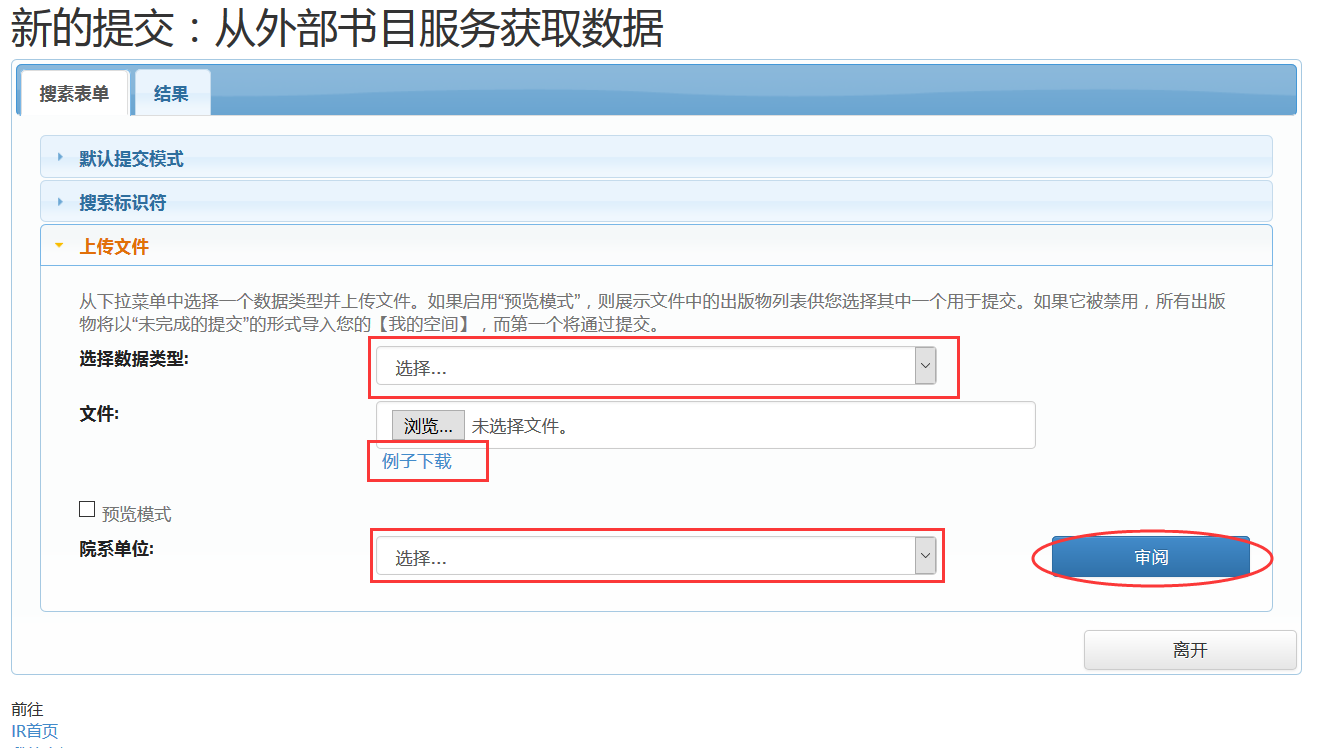 新的提交：从外部书目服务获取数据
搜素表单 结果
默认提交模式
搜索标识符
上传文件
从下拉菜单中选择一个数据类型并上传文件。如果启用“预览模式”，则展示文件中的出版物列表供您选择其中一个用于提交。如果它被禁用，所有出版
物将以“未完成的提交”的形式导入您的【我的空间】，而第一个将通过提交。
选择数据类型:
选择...
文件:
浏览... 未选择文件。
例子下载
预览模式
院系单位:
选择...
审阅
离开
前往
IR首页